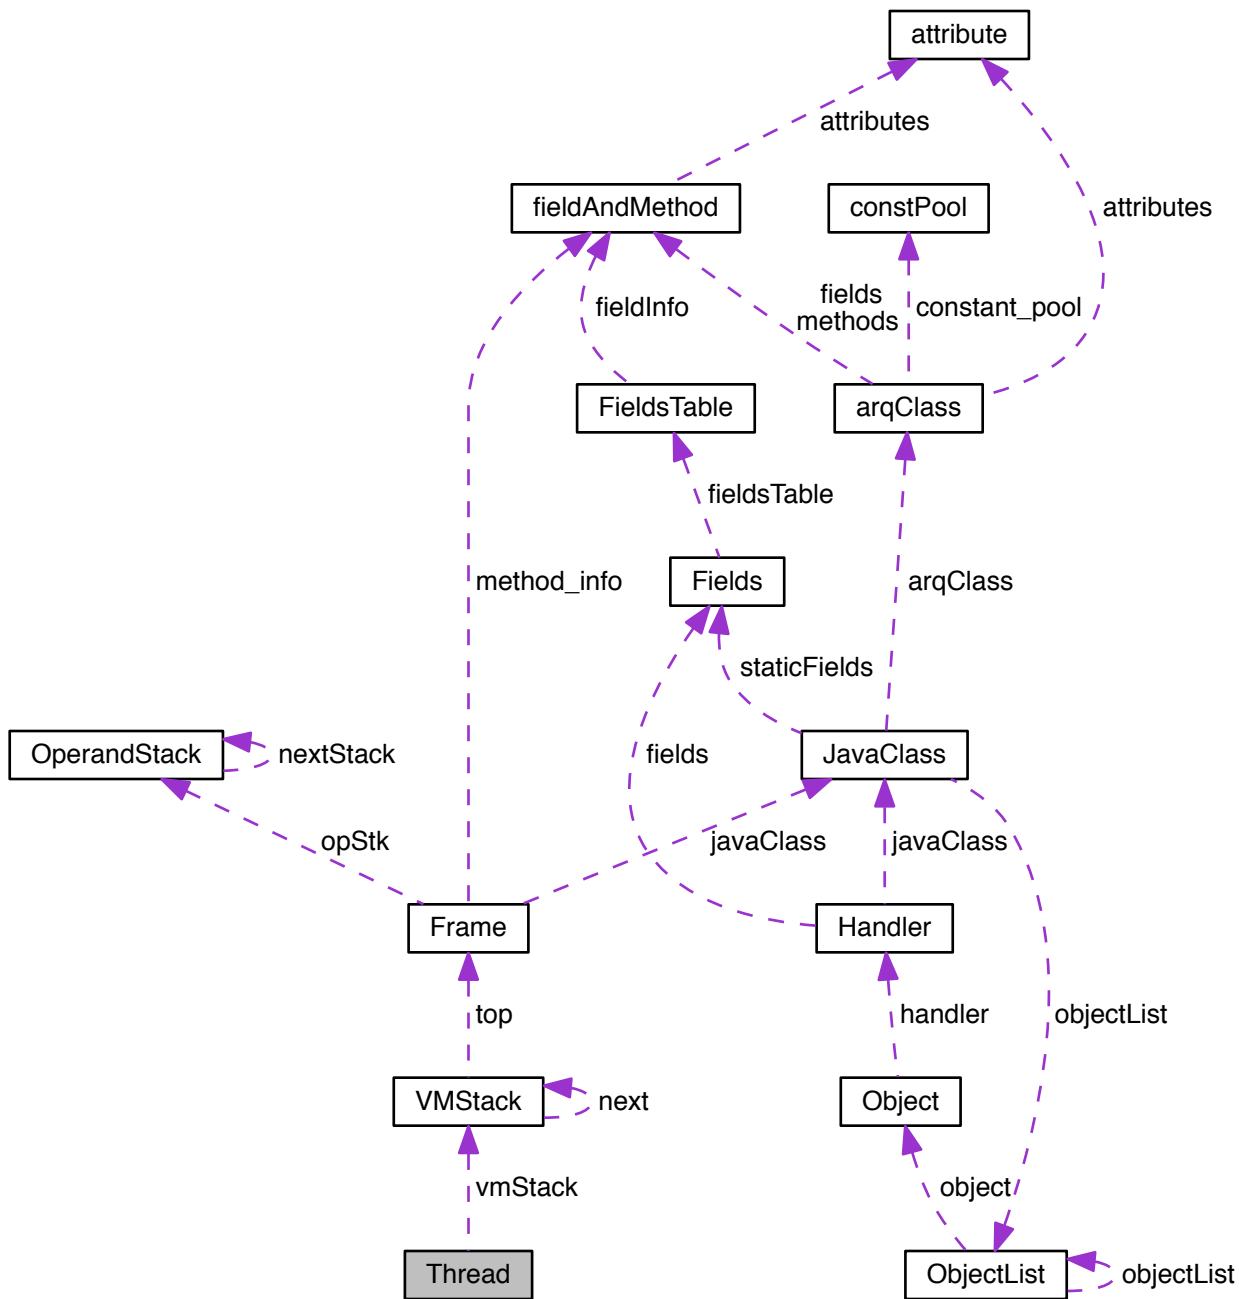 attribute
attributes
fieldAndMethod
constPool
attributes
fieldInfo
fields
methods
constant_pool
FieldsTable
arqClass
fieldsTable
method_info
Fields
arqClass
staticFields
OperandStack
nextStack
fields
JavaClass
opStk
javaClass
javaClass
Frame
Handler
top
handler
objectList
VMStack
next
Object
vmStack
object
Thread
ObjectList
objectList